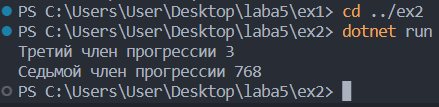 PS C:\Users\User\Desktop\laba5\ex1> cd ../ex2
PS C:\Users\User\Desktop\laba5\ex2> dotnet run
Третий член прогрессии 3
Седьмой член прогрессии 768
PS C:\Users\User\Desktop\laba5\ex2>